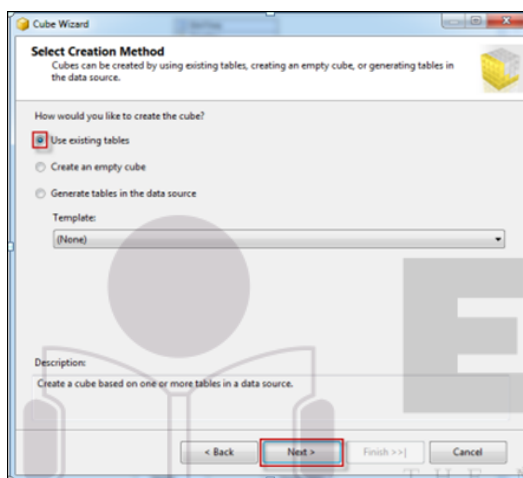 Cube Wizard
Select Creation Method
Cubes can be created by using existing tables, creating an empty cube, or generating tables in
the data source.
How would you like to create the cube?
Use existing tables
Create an empty cube
Generate tables in the data source
Template:
(None)
Description:
Create a cube based on one or more tables in a data source.
< Back
Next >
Finish >>|
Cancel
E
T H E